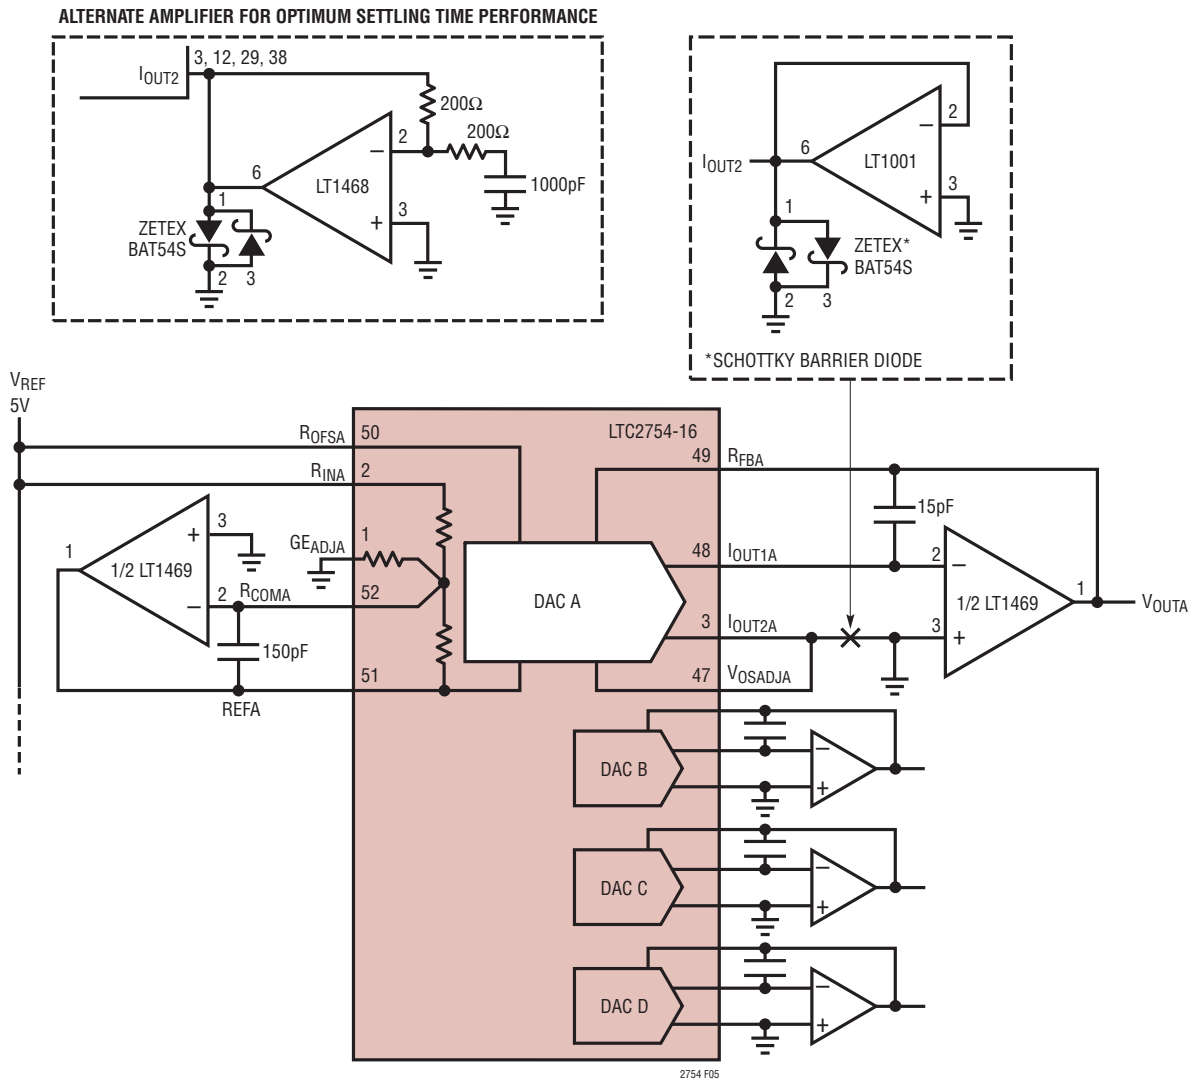 ALTERNATE AMPLIFIER FOR OPTIMUM SETTLING TIME PERFORMANCE
IOUT2
3, 12, 29, 38
200Ω
200Ω
2
−
6
LT1468
1000pF
1
3
+
ZETEX
BAT54S
2
3
2
−
6
IOUT2
LT1001
3
+
1
ZETEX*
BAT54S
2
3
*SCHOTTKY BARRIER DIODE
VREF
5V
ROFSA
50
LTC2754-16
49
RFBA
RINA
2
15pF
3
+
1
GEADJA
1
1/2 LT1469
48
IOUT1A
2
−
2
−
RCOMA
52
DAC A
1/2 LT1469
1
VOUTA
3
IOUT2A
3
+
150pF
51
47
VOSADJA
REFA
DAC B
−
+
DAC C
−
+
DAC D
−
+
2754 F05